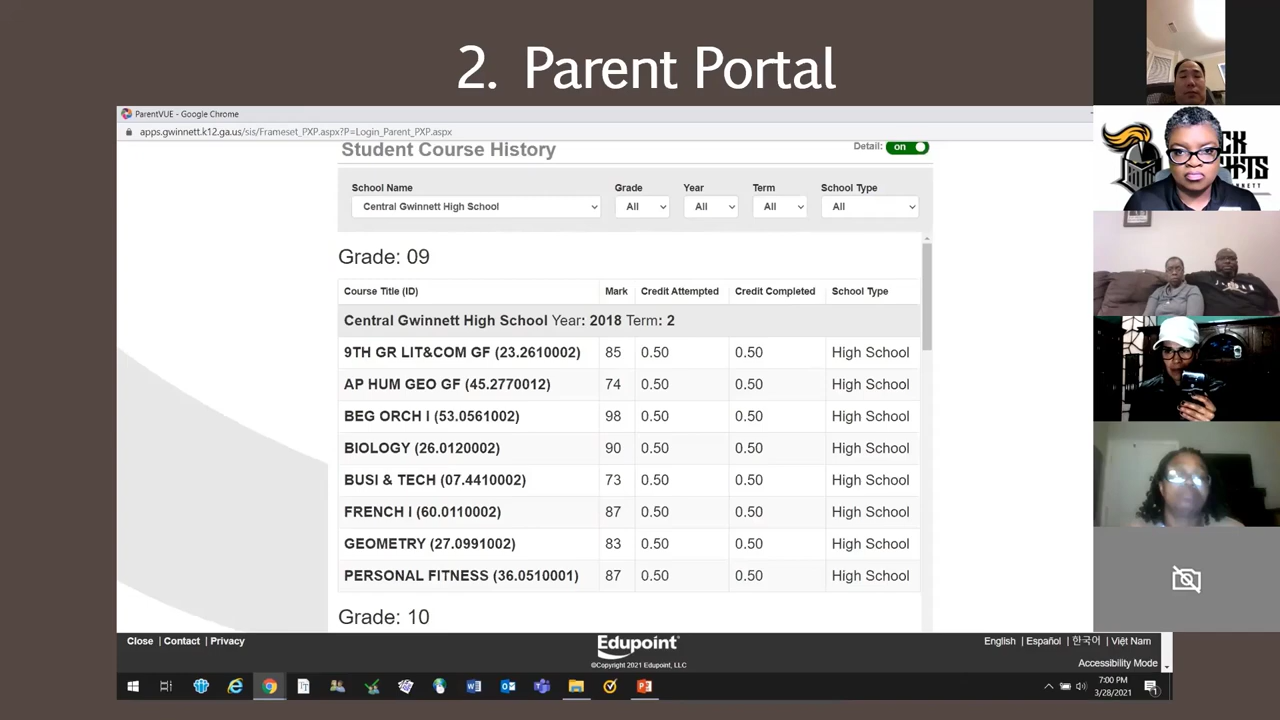 2. Parent Portal
ParentVUE - Google Chrome
apps.gwinnett.k12.ga.us/sis/Frameset_PXP.aspx?P=Login_Parent_PXP.aspx
Student Course History
Detail: on
School Name Grade Year Term School Type
Central Gwinnett High School All All All All
Grade: 09
Course Title (ID) Mark Credit Attempted Credit Completed School Type
Central Gwinnett High School Year: 2018 Term: 2
9TH GR LIT&COM GF (23.2610002) 85 0.50 0.50 High School
AP HUM GEO GF (45.2770012) 74 0.50 0.50 High School
BEG ORCH I (53.0561002) 98 0.50 0.50 High School
BIOLOGY (26.0120002) 90 0.50 0.50 High School
BUSI & TECH (07.4410002) 73 0.50 0.50 High School
FRENCH I (60.0110002) 87 0.50 0.50 High School
GEOMETRY (27.0991002) 83 0.50 0.50 High School
PERSONAL FITNESS (36.0510001) 87 0.50 0.50 High School
Grade: 10
Close | Contact | Privacy
Edupoint
©Copyright 2021 Edupoint, LLC
English | Español | 한국어 | Việt Nam
Accessibility Mode
7:00 PM
3/28/2021